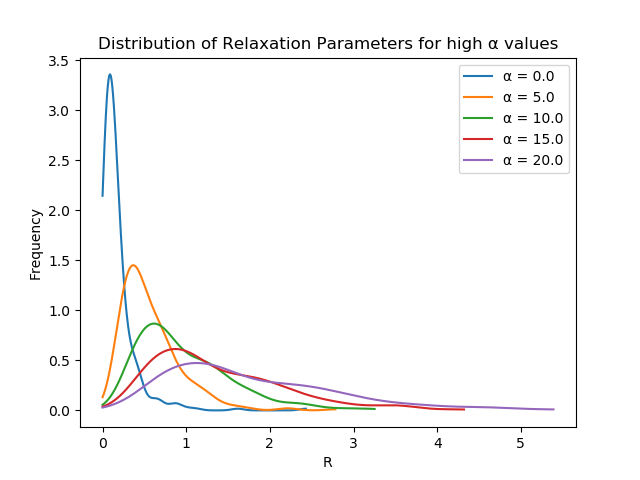 Distribution of Relaxation Parameters for high α values
3.5
3.0
2.5
2.0
1.5
1.0
0.5
0.0
Frequency
0
1
2
3
4
5
R
α = 0.0
α = 5.0
α = 10.0
α = 15.0
α = 20.0